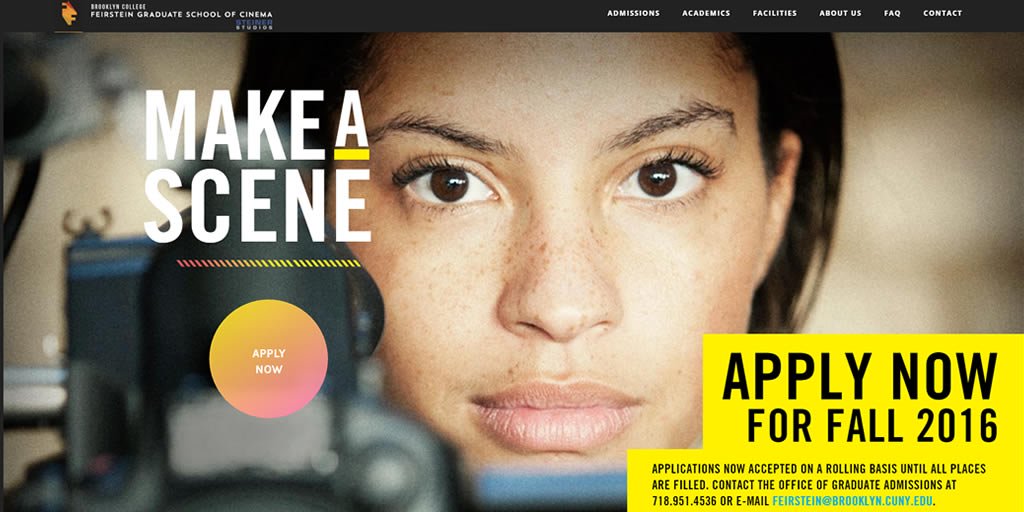 BROOKLYN COLLEGE
FEIRSTEIN GRADUATE SCHOOL OF CINEMA
STEINER
STUDIOS
ADMISSIONS ACADEMICS FACILITIES ABOUT US FAQ CONTACT
MAKE A
SCENE
APPLY
NOW
APPLY NOW
FOR FALL 2016
APPLICATIONS NOW ACCEPTED ON A ROLLING BASIS UNTIL ALL PLACES
ARE FILLED. CONTACT THE OFFICE OF GRADUATE ADMISSIONS AT
718.951.4536 OR E-MAIL FEIRSTEIN@BROOKLYN.CUNY.EDU.